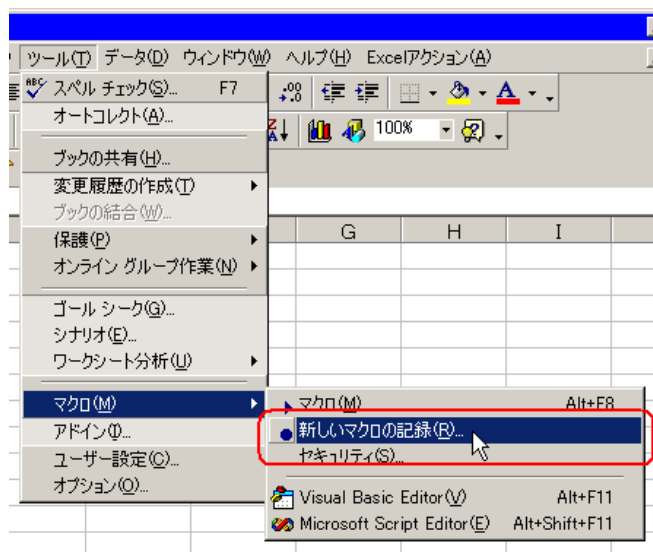 ツール(T) データ(D) ウィンドウ(W) ヘルプ(H) Excelアクション(A)
スペル チェック(S)... F7
オートコレクト(A)...
100%
ブックの共有(H)...
変更履歴の作成(T)
ブックの結合(W)...
保護(P)
G H I
オンライン グループ作業(N)
ゴール シーク(G)...
シナリオ(E)...
ワークシート分析(U)
マクロ(M)
マクロ(M) Alt+F8
アドイン(I)...
新しいマクロの記録(R)...
ユーザー設定(C)...
セキュリティ(S)...
オプション(O)...
Visual Basic Editor(V) Alt+F11
Microsoft Script Editor(E) Alt+Shift+F11